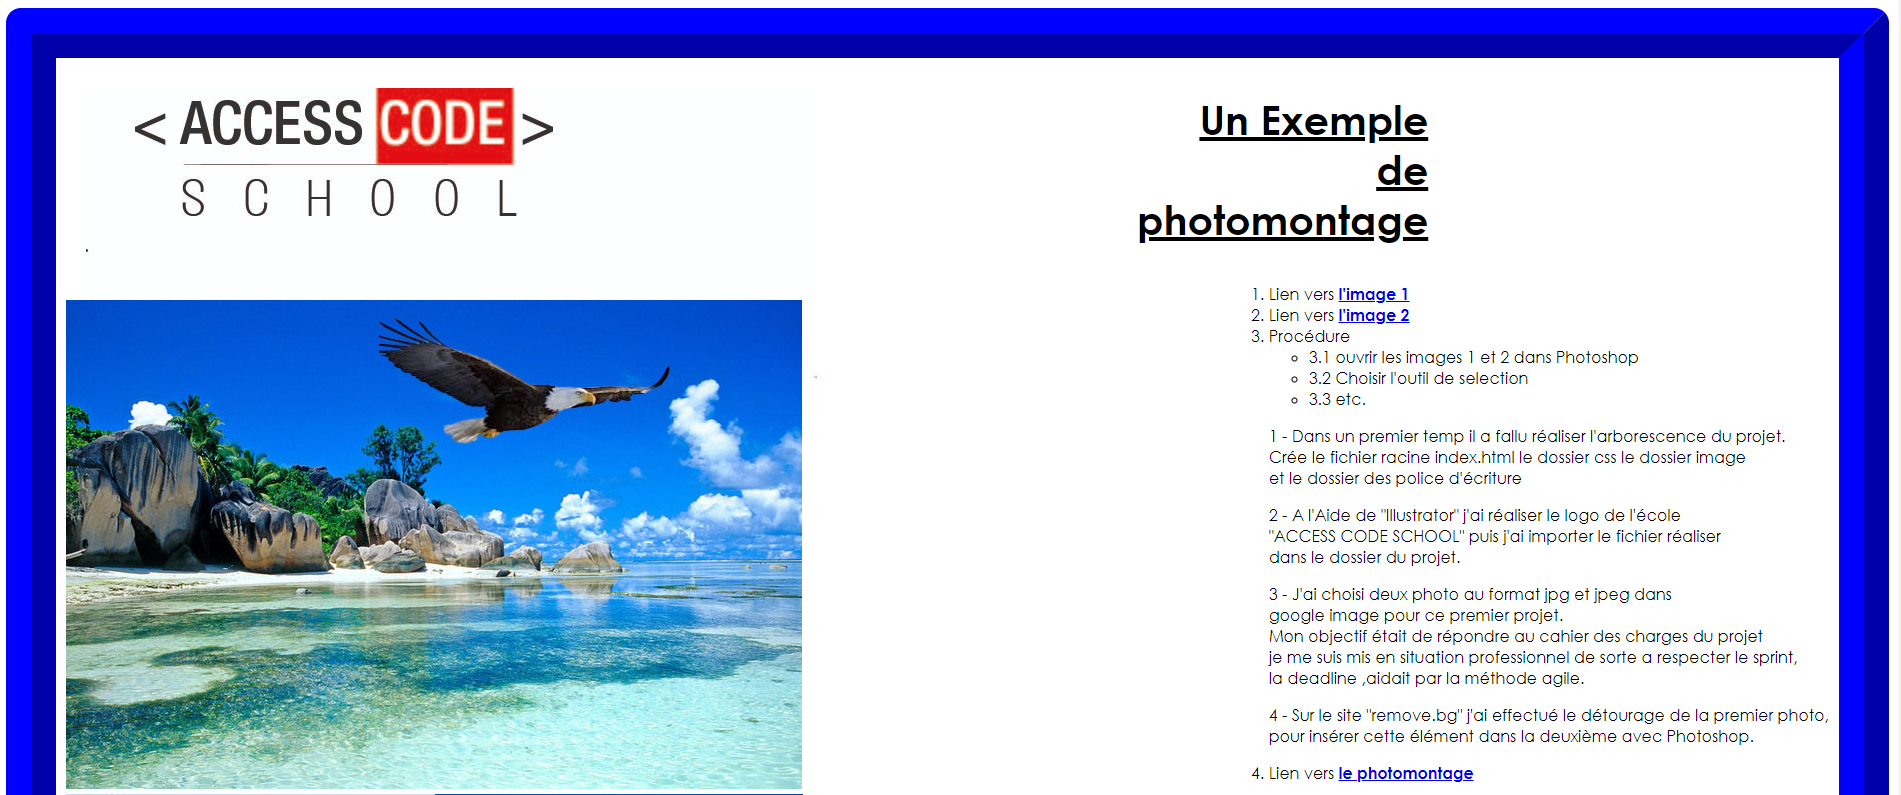 < ACCESS CODE >
SCHOOL
Un Exemple
de
photomontage
1. Lien vers l'image 1
2. Lien vers l'image 2
3. Procédure
3.1 ouvrir les images 1 et 2 dans Photoshop
3.2 Choisir l'outil de selection
3.3 etc.
1 - Dans un premier temp il a fallu réaliser l'arborescence du projet.
Crée le fichier racine index.html le dossier css le dossier image
et le dossier des police d'écriture
2 - A l'Aide de "Illustrator" j'ai réaliser le logo de l'école
"ACCESS CODE SCHOOL" puis j'ai importer le fichier réaliser
dans le dossier du projet.
3 - J'ai choisi deux photo au format jpg et jpeg dans
google image pour ce premier projet.
Mon objectif était de répondre au cahier des charges du projet
je me suis mis en situation professionnel de sorte a respecter le sprint,
la deadline ,aidait par la méthode agile.
4 - Sur le site "remove.bg" j'ai effectué le détourage de la premier photo,
pour insérer cette élément dans la deuxième avec Photoshop.
4. Lien vers le photomontage